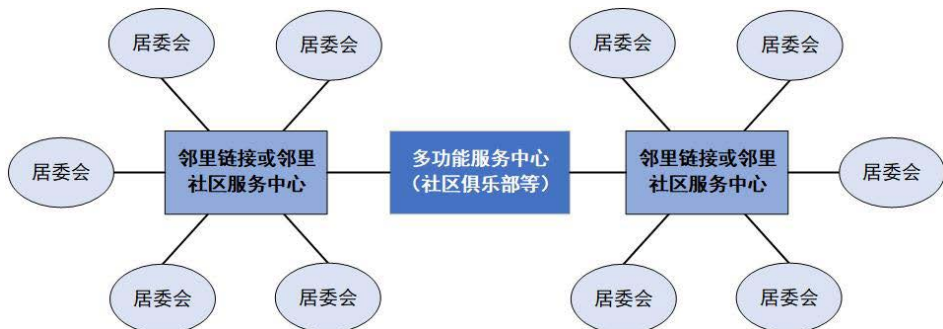 居委会
居委会
居委会
居委会
邻里链接或邻里
社区服务中心
多功能服务中心
（社区俱乐部等）
邻里链接或邻里
社区服务中心
居委会
居委会
居委会
居委会
居委会
居委会